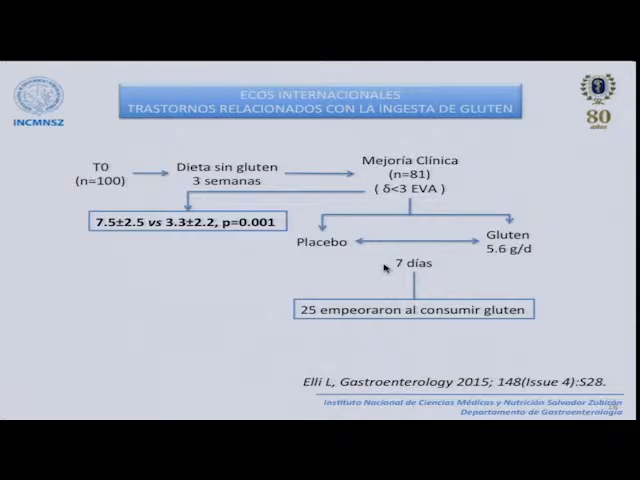 ECOS INTERNACIONALES
TRASTORNOS RELACIONADOS CON LA INGESTA DE GLUTEN
INCMNSZ
80
años
T0
(n=100)
Dieta sin gluten
3 semanas
Mejoría Clínica
(n=81)
( δ<3 EVA )
7.5±2.5 vs 3.3±2.2, p=0.001
Placebo
Gluten
5.6 g/d
7 días
25 empeoraron al consumir gluten
Elli L, Gastroenterology 2015; 148(Issue 4):S28.
Instituto Nacional de Ciencias Médicas y Nutrición Salvador Zubirán
Departamento de Gastroenterología